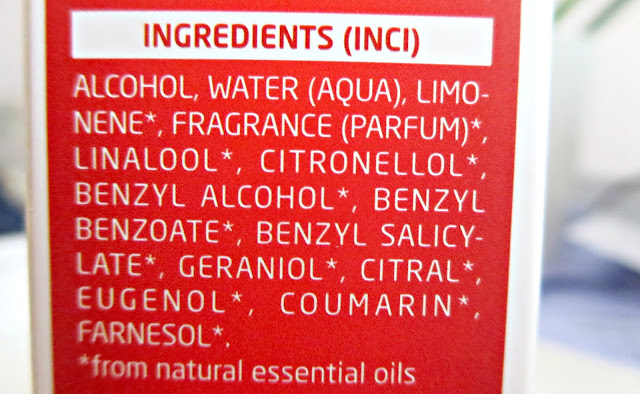 INGREDIENTS (INCI)
ALCOHOL, WATER (AQUA), LIMO-
NENE*, FRAGRANCE (PARFUM)*,
LINALOOL*, CITRONELLOL*,
BENZYL ALCOHOL*, BENZYL
BENZOATE*, BENZYL SALICY-
LATE*, GERANIOL*, CITRAL*,
EUGENOL*, COUMARIN*,
FARNESOL*.
*from natural essential oils